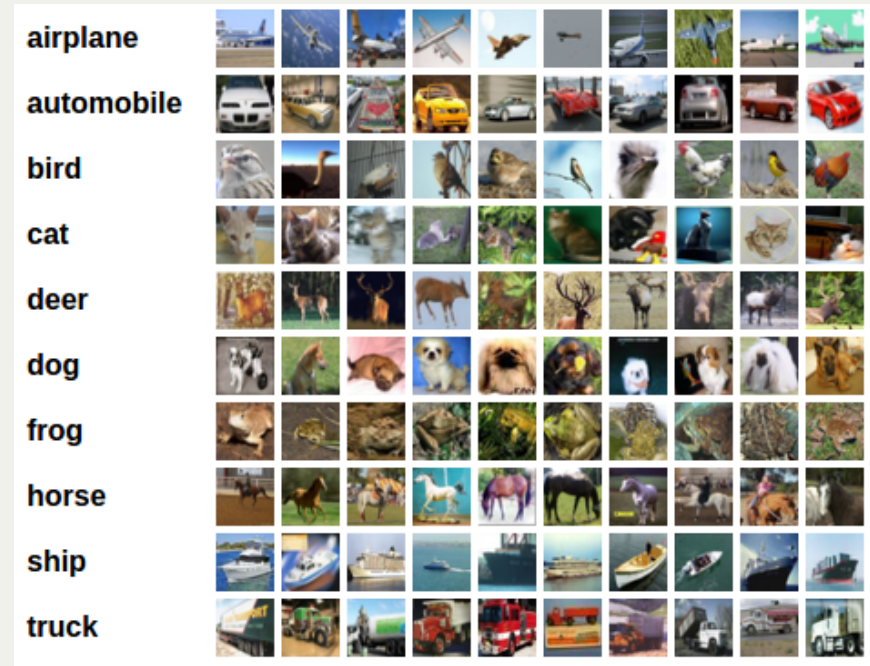 airplane
automobile
bird
cat
deer
dog
frog
horse
ship
truck